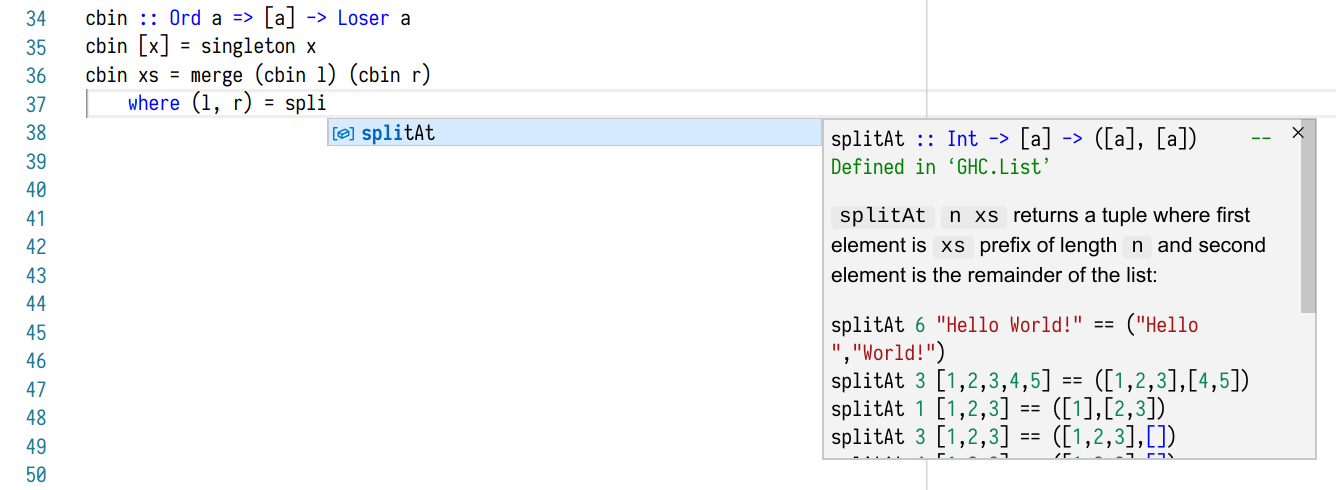 34 cbin :: Ord a => [a] -> Loser a
35 cbin [x] = singleton x
36 cbin xs = merge (cbin l) (cbin r)
37 where (l, r) = spli
38
39
40
41
42
43
44
45
46
47
48
49
50
splitAt
splitAt :: Int -> [a] -> ([a], [a]) --
Defined in ‘GHC.List’
splitAt n xs returns a tuple where first
element is xs prefix of length n and second
element is the remainder of the list:
splitAt 6 "Hello World!" == ("Hello
","World!")
splitAt 3 [1,2,3,4,5] == ([1,2,3],[4,5])
splitAt 1 [1,2,3] == ([1],[2,3])
splitAt 3 [1,2,3] == ([1,2,3],[])